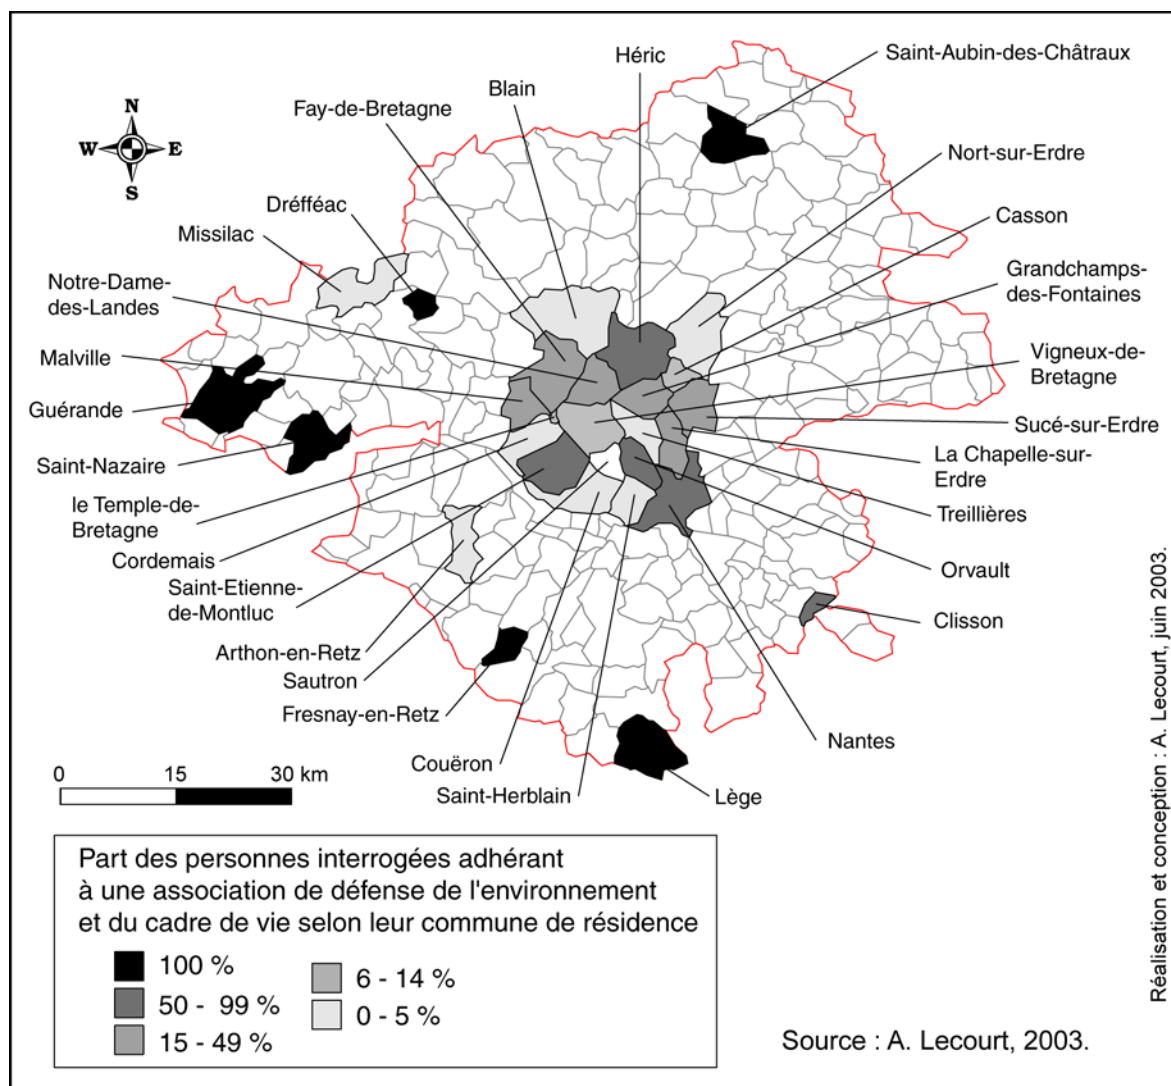 Héric
Saint-Aubin-des-Châtraux
Blain
Fay-de-Bretagne
N
W
E
S
Nort-sur-Erdre
Dréfféac
Casson
Missilac
Notre-Dame-
des-Landes
Grandchamps-
des-Fontaines
Malville
Vigneux-de-
Bretagne
Guérande
Sucé-sur-Erdre
Saint-Nazaire
La Chapelle-sur-
Erdre
le Temple-de-
Bretagne
Treillières
Cordemais
Orvault
Saint-Etienne-
de-Montluc
Clisson
Arthon-en-Retz
Sautron
Fresnay-en-Retz
Nantes
Couëron
Saint-Herblain
Lège
0
15
30 km
Part des personnes interrogées adhérant
à une association de défense de l'environnement
et du cadre de vie selon leur commune de résidence
100 %
50 - 99 %
15 - 49 %
6 - 14 %
0 - 5 %
Source : A. Lecourt, 2003.
Réalisation et conception : A. Lecourt, juin 2003.